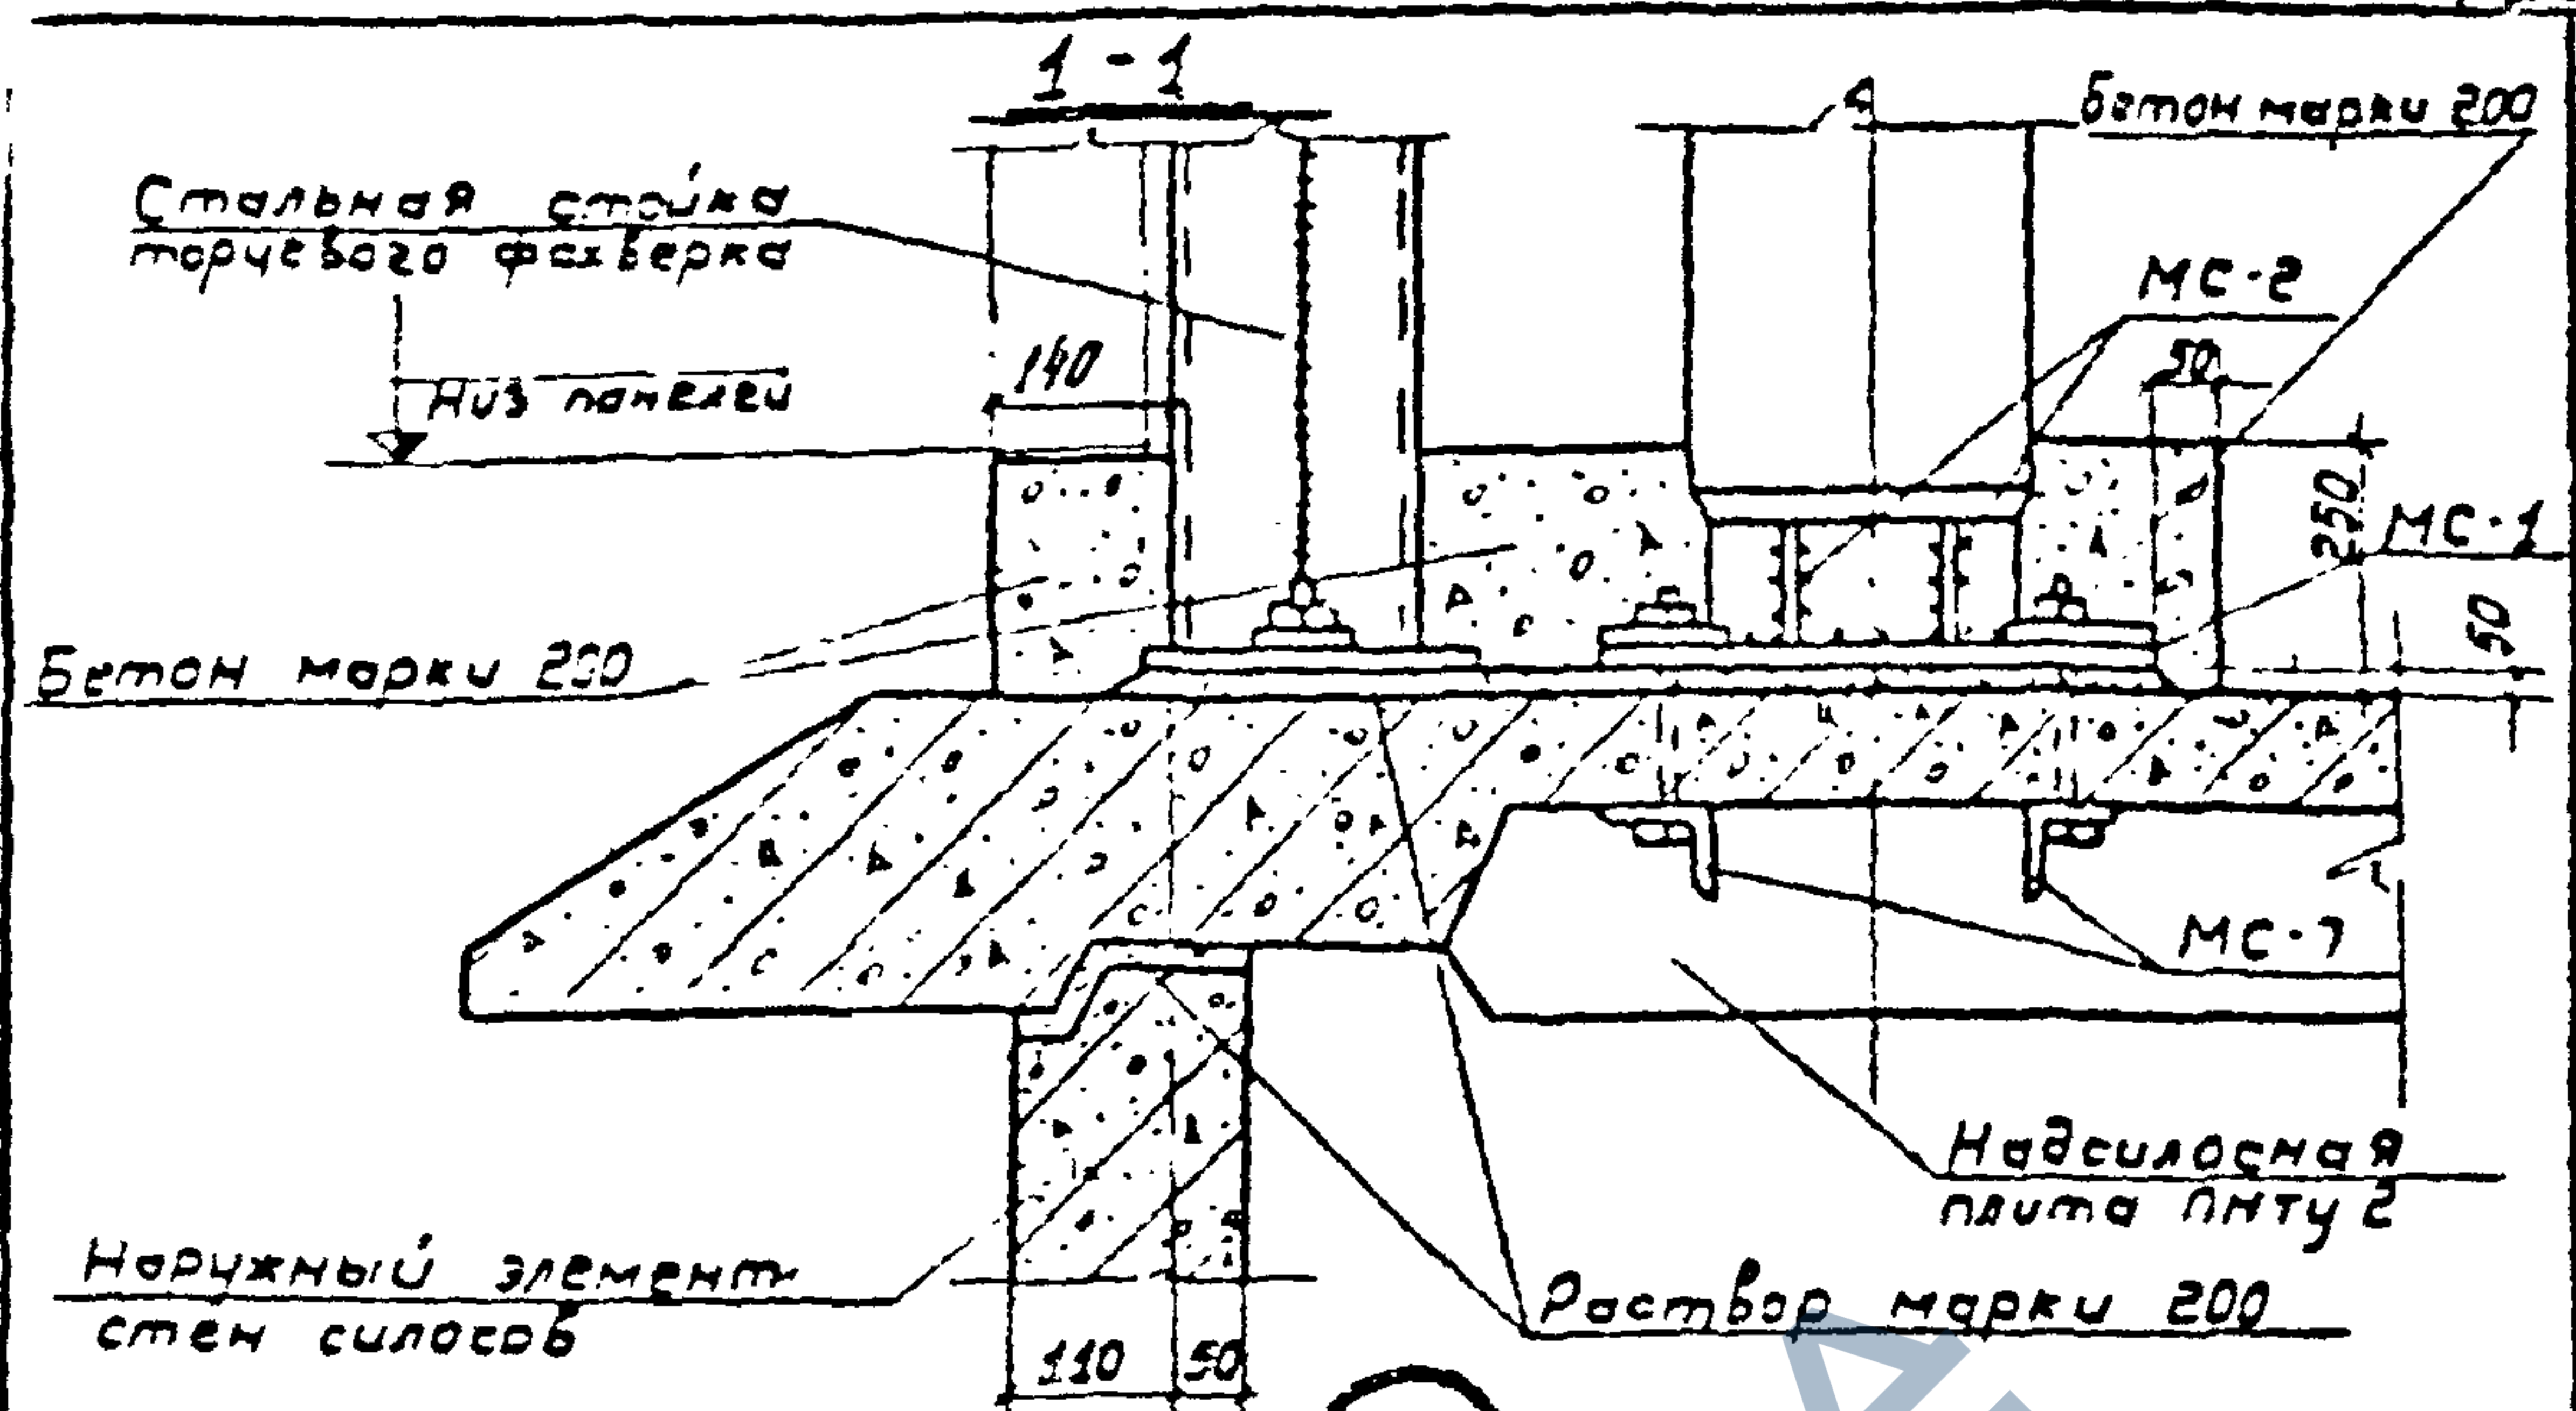 1-1
Бетон марки 200
Стальная стойка
торцевого фахверка
МС-2
50
140
Низ панелей
250
МС-1
50
Бетон марки 200
МС-7
Надсилосная
плита ПНТУ 2
Наружный элемент
стен силосов
Раствор марки 200
110
50